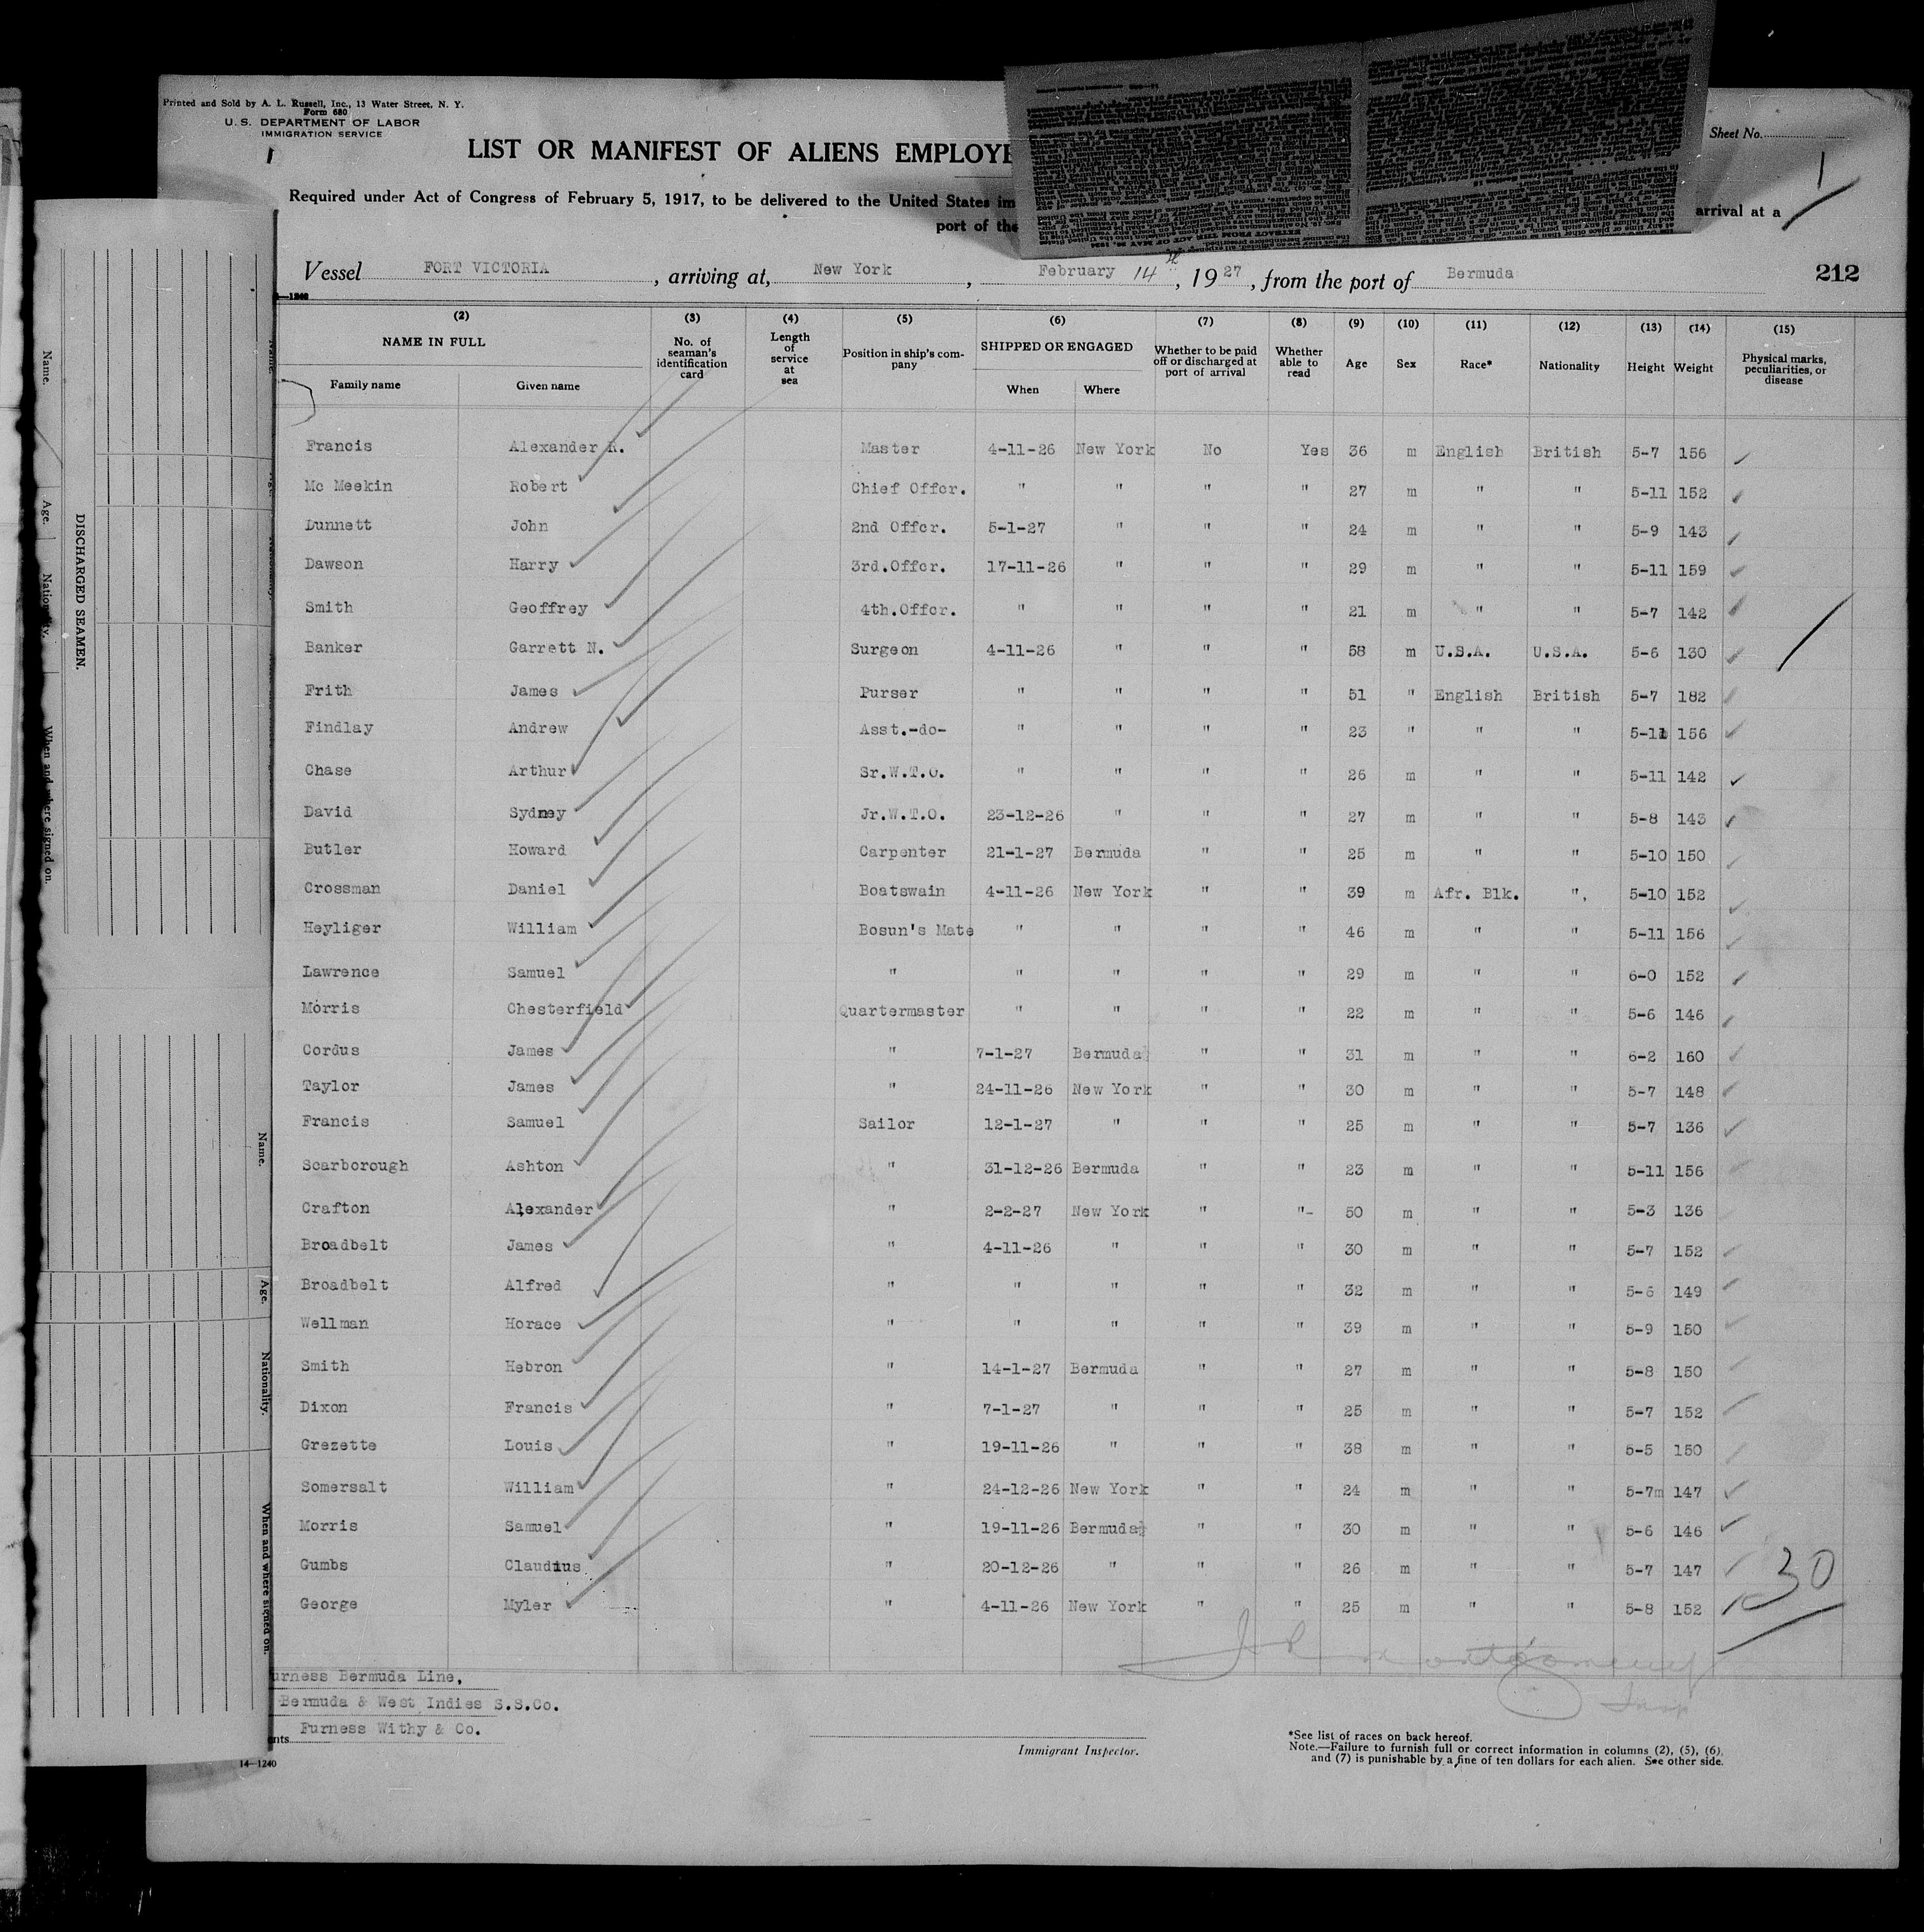 Printed and Sold by A. L. Russell, Inc., 13 Water Street, N. Y.
Form 680
U. S. DEPARTMENT OF LABOR
IMMIGRATION SERVICE
Sheet No.
1
LIST OR MANIFEST OF ALIENS EMPLOYE
Required under Act of Congress of February 5, 1917, to be delivered to the United States im
arrival at a
port of the
Vessel FORT VICTORIA, arriving at, New York, February 14th, 1927, from the port of Bermuda
212
(2) (3) (4) (5) (6) (7) (8) (9) (10) (11) (12) (13) (14) (15)
NAME IN FULL No. of seaman's identification card Length of service at sea Position in ship's company SHIPPED OR ENGAGED Whether to be paid off or discharged at port of arrival Whether able to read Age Sex Race* Nationality Height Weight Physical marks, peculiarities, or disease
Family name Given name When Where
Francis Alexander R. Master 4-11-26 New York No Yes 36 m English British 5-7 156
Mc Meekin Robert Chief Offcr. " " " " 27 m " " 5-11 152
Dunnett John 2nd Offcr. 5-1-27 " " " 24 m " " 5-9 143
Dawson Harry 3rd.Offcr. 17-11-26 " " " 29 m " " 5-11 159
Smith Geoffrey 4th.Offcr. " " " " 21 m " " 5-7 142
Banker Garrett N. Surgeon 4-11-26 " " " 58 m U.S.A. U.S.A. 5-6 130
Frith James Purser " " " " 51 " English British 5-7 182
Findlay Andrew Asst.-do- " " " " 23 " " " 5-11 156
Chase Arthur Sr.W.T.O. " " " " 26 m " " 5-11 142
David Sydney Jr.W.T.O. 23-12-26 " " " 27 m " " 5-8 143
Butler Howard Carpenter 21-1-27 Bermuda " " 25 m " " 5-10 150
Crossman Daniel Boatswain 4-11-26 New York " " 39 m Afr. Blk. ", 5-10 152
Heyliger William Bosun's Mate " " " " 46 m " " 5-11 156
Lawrence Samuel " " " " " 29 m " " 6-0 152
Morris Chesterfield Quartermaster " " " " 22 m " " 5-6 146
Cordus James " 7-1-27 Bermuda " " 31 m " " 6-2 160
Taylor James " 24-11-26 New York " " 30 m " " 5-7 148
Francis Samuel Sailor 12-1-27 " " " 25 m " " 5-7 136
Scarborough Ashton " 31-12-26 Bermuda " " 23 m " " 5-11 156
Crafton Alexander " 2-2-27 New York " "- 50 m " " 5-3 136
Broadbelt James " 4-11-26 " " " 30 m " " 5-7 152
Broadbelt Alfred " " " " " 32 m " " 5-6 149
Wellman Horace " " " " " 39 m " " 5-9 150
Smith Hebron " 14-1-27 Bermuda " " 27 m " " 5-8 150
Dixon Francis " 7-1-27 " " " 25 m " " 5-7 152
Grezette Louis " 19-11-26 " " " 38 m " " 5-5 150
Somersalt William " 24-12-26 New York " " 24 m " " 5-7m 147
Morris Samuel " 19-11-26 Bermuda " " 30 m " " 5-6 146
Gumbs Claudius " 20-12-26 " " " 26 m " " 5-7 147
George Myler " 4-11-26 New York " " 25 m " " 5-8 152
30
urness Bermuda Line,
Bermuda & West Indies S.S.Co.
nts Furness Withy & Co.
Immigrant Inspector.
*See list of races on back hereof.
Note.—Failure to furnish full or correct information in columns (2), (5), (6), and (7) is punishable by a fine of ten dollars for each alien. See other side.
14—1240
DISCHARGED SEAMEN.
Name.
Age.
Nationality.
When and where signed on.
Name.
Age.
Nationality.
When and where signed on.